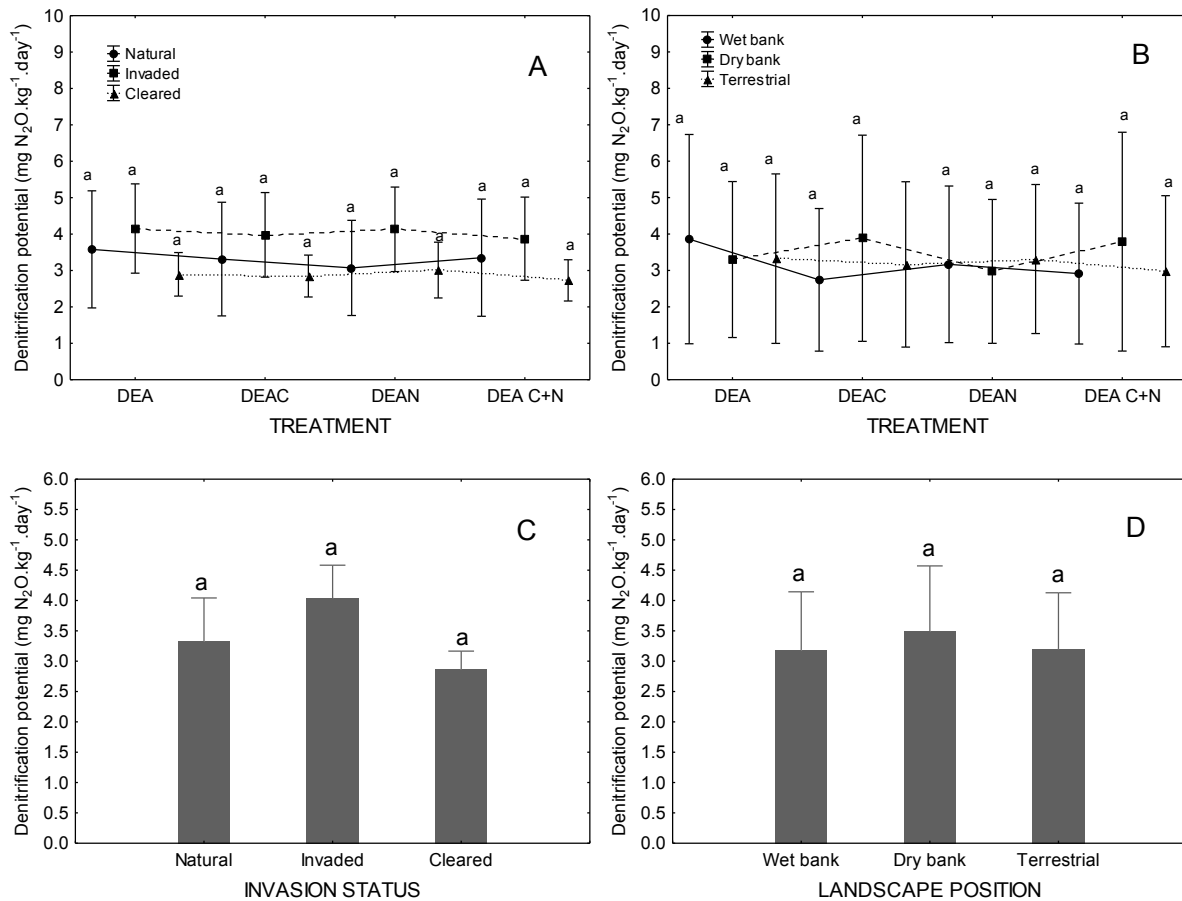 Denitrification potential (mg N₂O.kg⁻¹.day⁻¹)
10
9
8
7
6
5
4
3
2
1
0
Natural
Invaded
Cleared
A
a a a a a a a a a a a a
DEA DEAC DEAN DEA C+N
TREATMENT
Denitrification potential (mg N₂O.kg⁻¹.day⁻¹)
10
9
8
7
6
5
4
3
2
1
0
Wet bank
Dry bank
Terrestrial
B
a a a a a a a a a a a
DEA DEAC DEAN DEA C+N
TREATMENT
Denitrification potential (mg N₂O.kg⁻¹.day⁻¹)
6.0
5.5
5.0
4.5
4.0
3.5
3.0
2.5
2.0
1.5
1.0
0.5
0.0
C
a a a
Natural Invaded Cleared
INVASION STATUS
Denitrification potential (mg N₂O.kg⁻¹.day⁻¹)
6.0
5.5
5.0
4.5
4.0
3.5
3.0
2.5
2.0
1.5
1.0
0.5
0.0
D
a a a
Wet bank Dry bank Terrestrial
LANDSCAPE POSITION